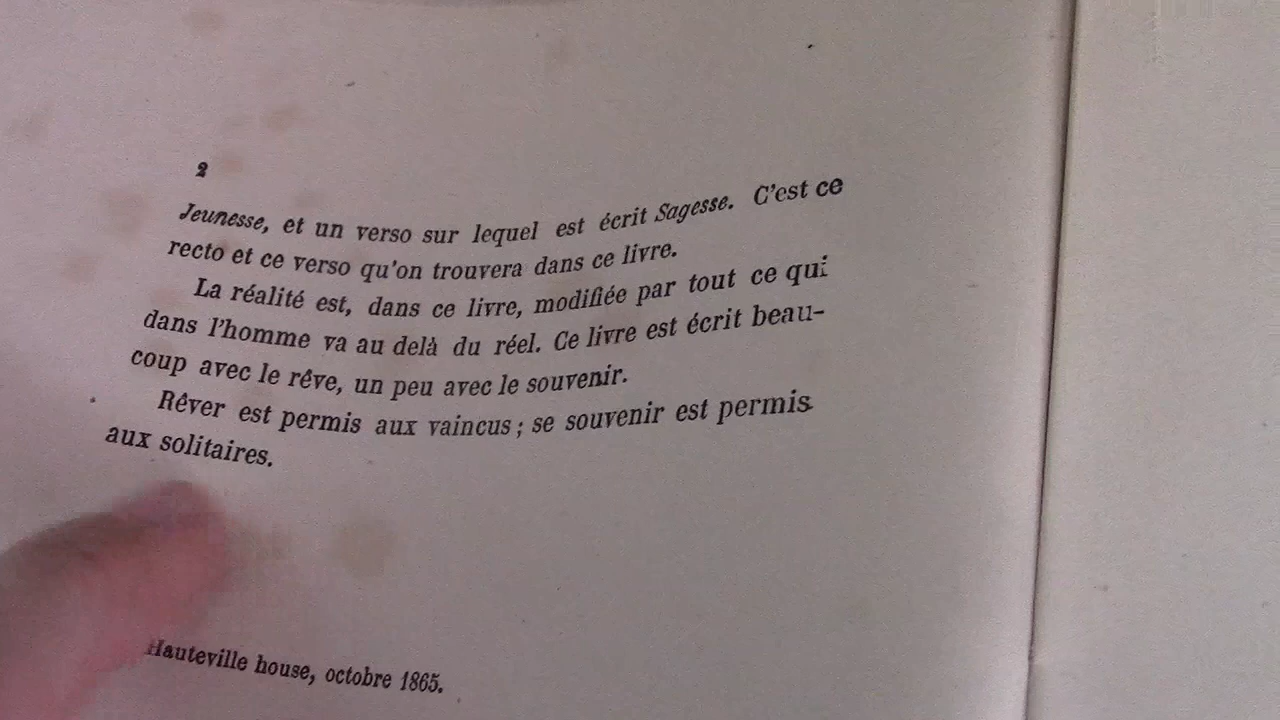 2
Jeunesse, et un verso sur lequel est écrit Sagesse. C'est ce
recto et ce verso qu'on trouvera dans ce livre.
La réalité est, dans ce livre, modifiée par tout ce qui
dans l'homme va au delà du réel. Ce livre est écrit beau-
coup avec le rêve, un peu avec le souvenir.
Rêver est permis aux vaincus; se souvenir est permis
aux solitaires.
Hauteville house, octobre 1865.